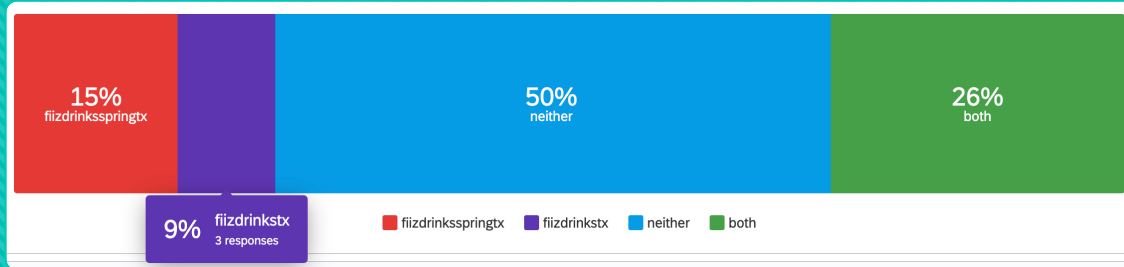 15%
fiizdrinksspringtx
50%
neither
26%
both
9%
fiizdrinkstx
3 responses
fiizdrinksspringtx fiizdrinkstx neither both